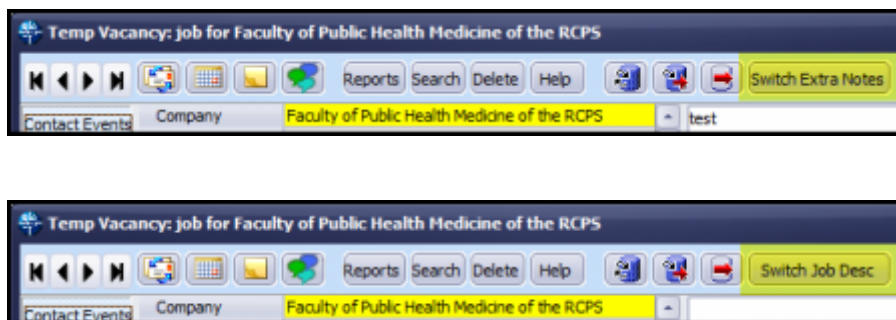 Temp Vacancy: job for Faculty of Public Health Medicine of the RCPS
Reports Search Delete Help Switch Extra Notes
Contact Events Company Faculty of Public Health Medicine of the RCPS test
Temp Vacancy: job for Faculty of Public Health Medicine of the RCPS
Reports Search Delete Help Switch Job Desc
Contact Events Company Faculty of Public Health Medicine of the RCPS